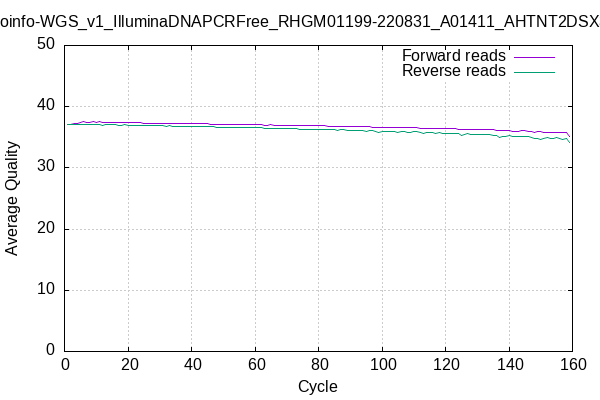 oinfo-WGS_v1_IlluminaDNAPCRFree_RHGM01199-220831_A01411_AHTNT2DSX
50
40
30
20
10
0
Average Quality
Forward reads
Reverse reads
0 20 40 60 80 100 120 140 160
Cycle